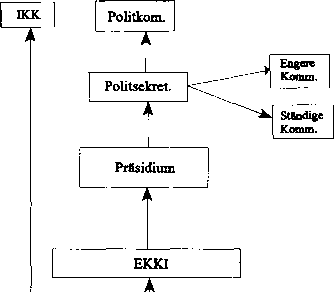 IKK
Politkom.
Politsekret.
Engere
Komm.
Ständige
Komm.
Präsidium
EKKI